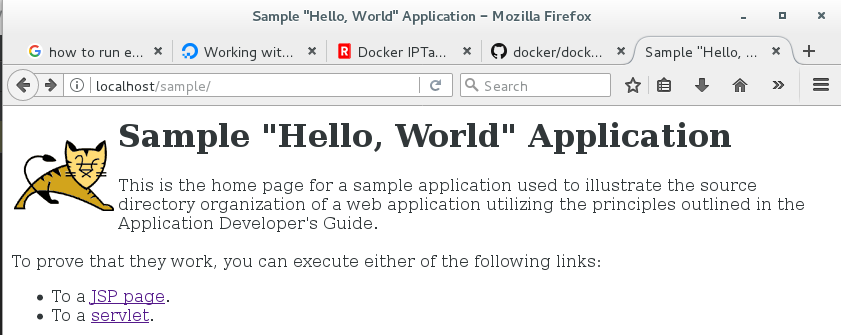 Sample "Hello, World" Application – Mozilla Firefox
how to run e...
Working wit...
Docker IPTa...
docker/dock...
Sample "Hello, ...
localhost/sample/
Search
Sample "Hello, World" Application
This is the home page for a sample application used to illustrate the source
directory organization of a web application utilizing the principles outlined in the
Application Developer's Guide.
To prove that they work, you can execute either of the following links:
• To a JSP page.
• To a servlet.